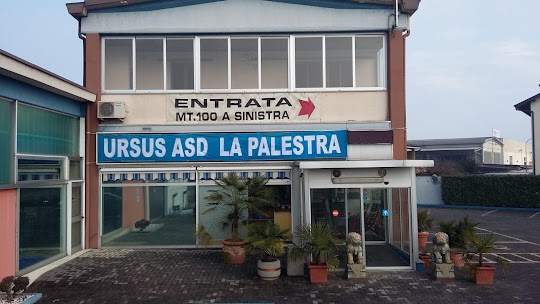 ENTRATA
MT.100 A SINISTRA
URSUS ASD LA PALESTRA